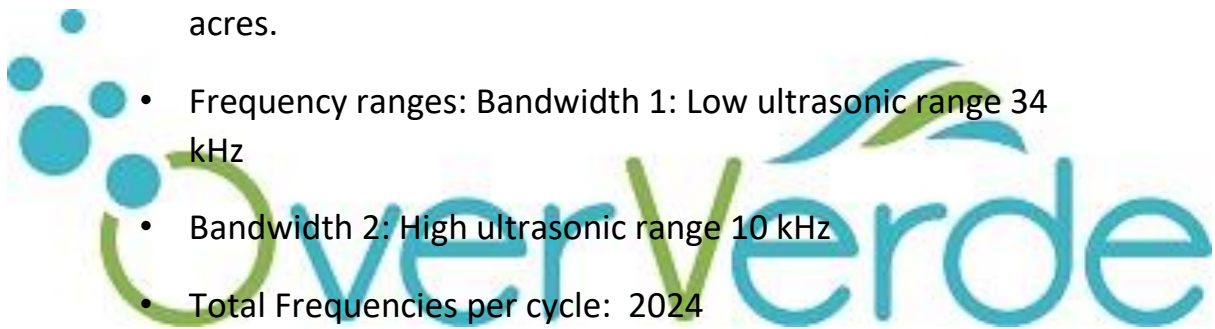 acres.
• Frequency ranges: Bandwidth 1: Low ultrasonic range 34
kHz
• Bandwidth 2: High ultrasonic range 10 kHz
• Total Frequencies per cycle: 2024
OverVerde